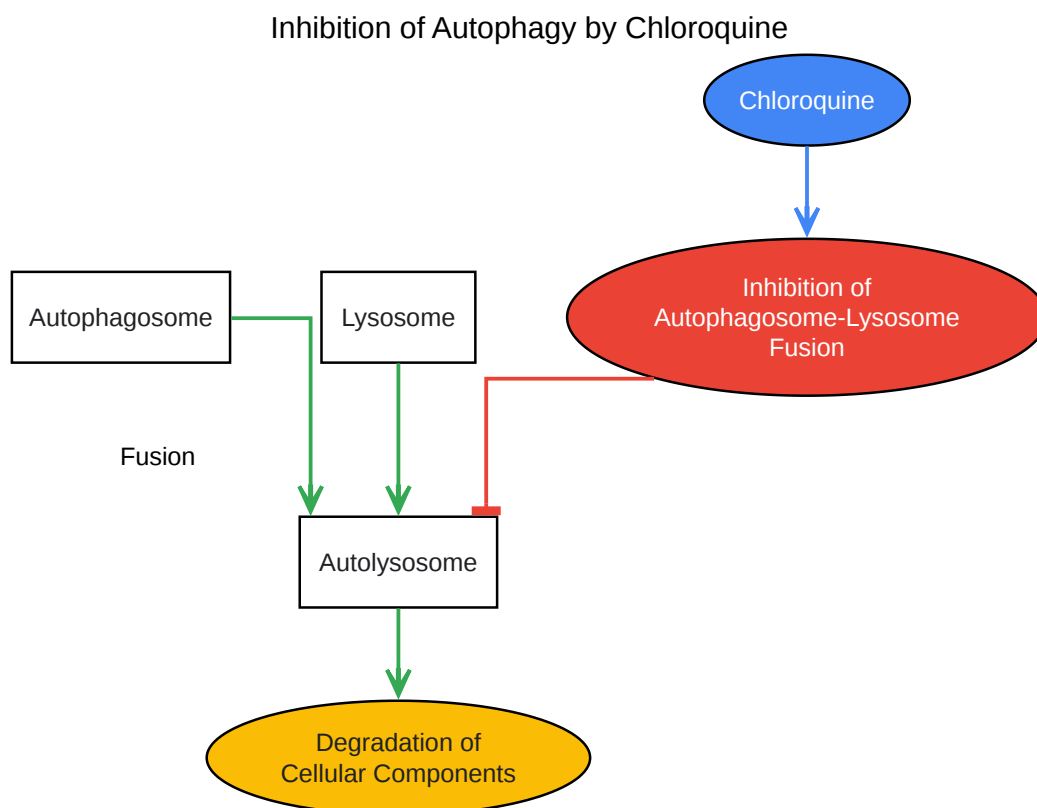 Inhibition of Autophagy by Chloroquine
Chloroquine
Autophagosome
Lysosome
Inhibition of
Autophagosome-Lysosome
Fusion
Fusion
Autolysosome
Degradation of
Cellular Components